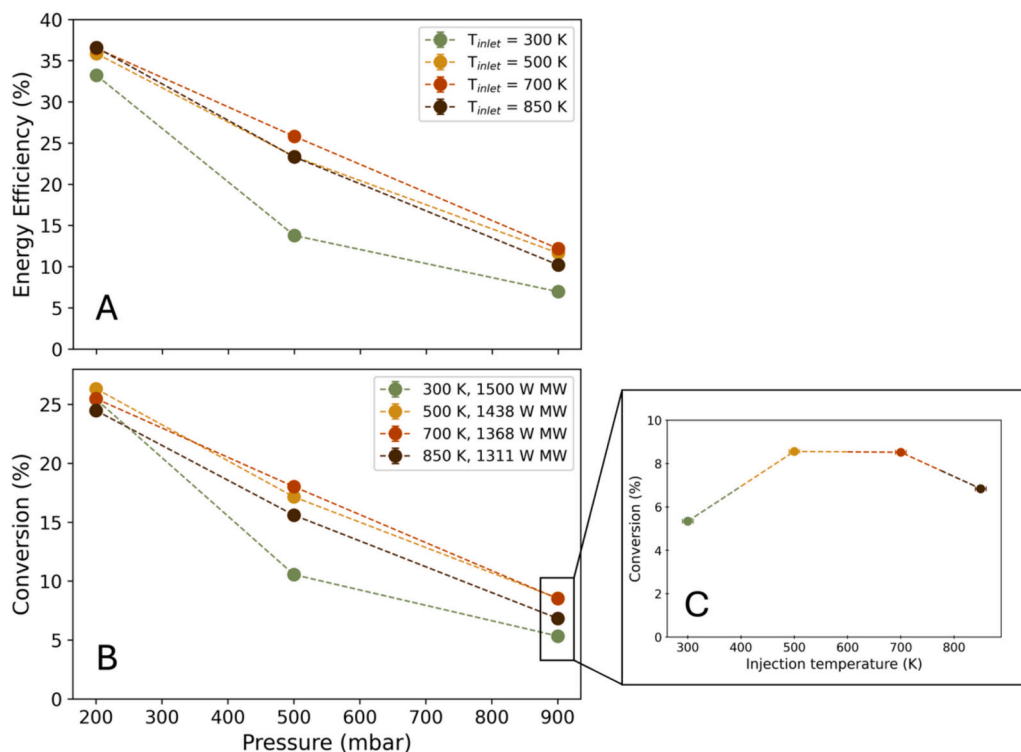 40
35
30
25
20
15
10
5
0
Energy Efficiency (%)
T_inlet = 300 K
T_inlet = 500 K
T_inlet = 700 K
T_inlet = 850 K
A
25
20
15
10
5
0
Conversion (%)
300 K, 1500 W MW
500 K, 1438 W MW
700 K, 1368 W MW
850 K, 1311 W MW
B
200 300 400 500 600 700 800 900
Pressure (mbar)
10
8
6
4
2
0
Conversion (%)
C
300 400 500 600 700 800
Injection temperature (K)